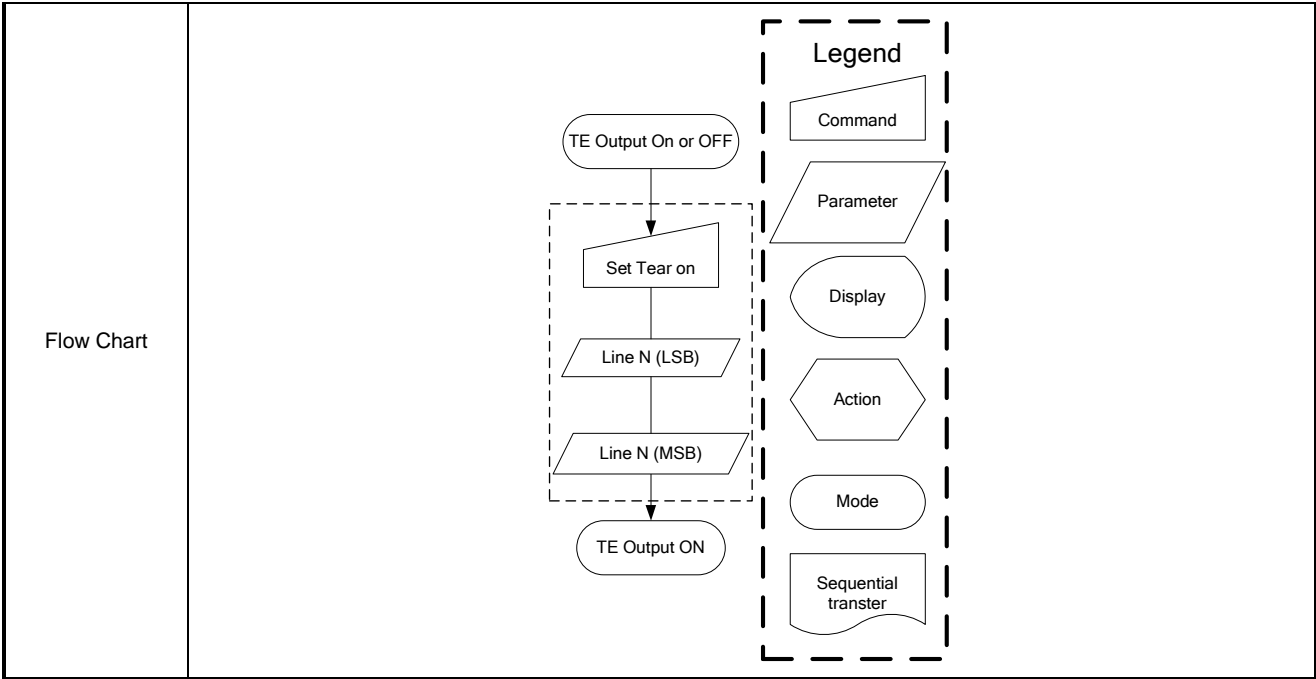 Flow Chart
TE Output On or OFF
Set Tear on
Line N (LSB)
Line N (MSB)
TE Output ON
Legend
Command
Parameter
Display
Action
Mode
Sequential
transter